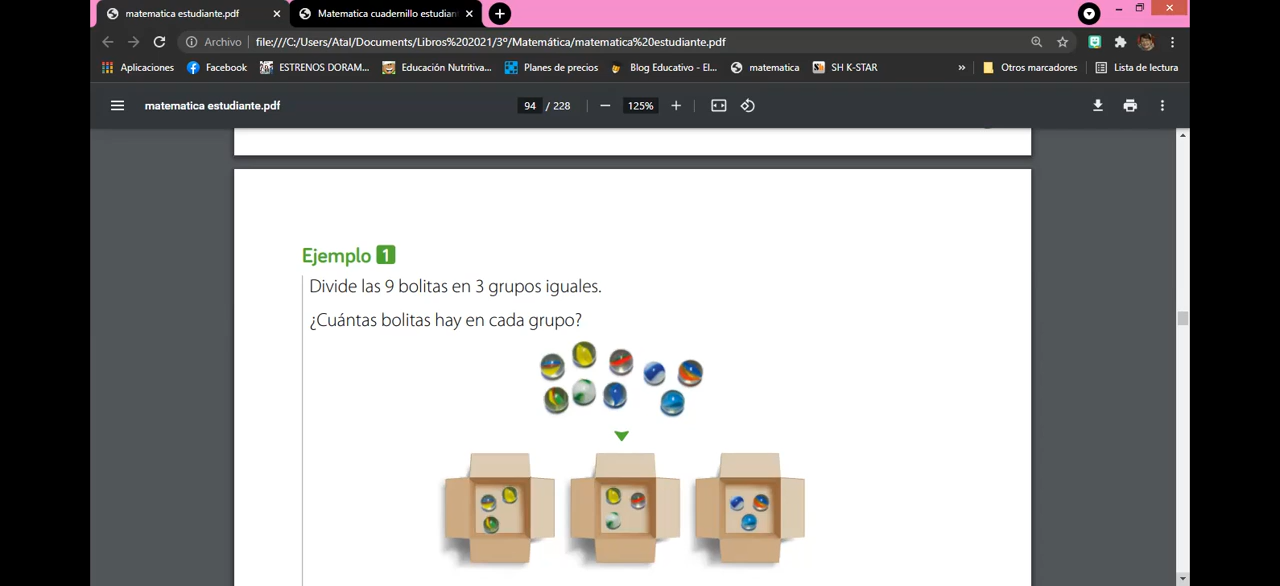 matematica estudiante.pdf
Matematica cuadernillo estudian
Archivo
file:///C:/Users/Atal/Documents/Libros%202021/3º/Matemática/matematica%20estudiante.pdf
Aplicaciones
Facebook
ESTRENOS DORAM...
Educación Nutritiva...
Planes de precios
Blog Educativo - El...
matematica
SH K-STAR
»
Otros marcadores
Lista de lectura
matematica estudiante.pdf
94 / 228
125%
Ejemplo 1
Divide las 9 bolitas en 3 grupos iguales.
¿Cuántas bolitas hay en cada grupo?